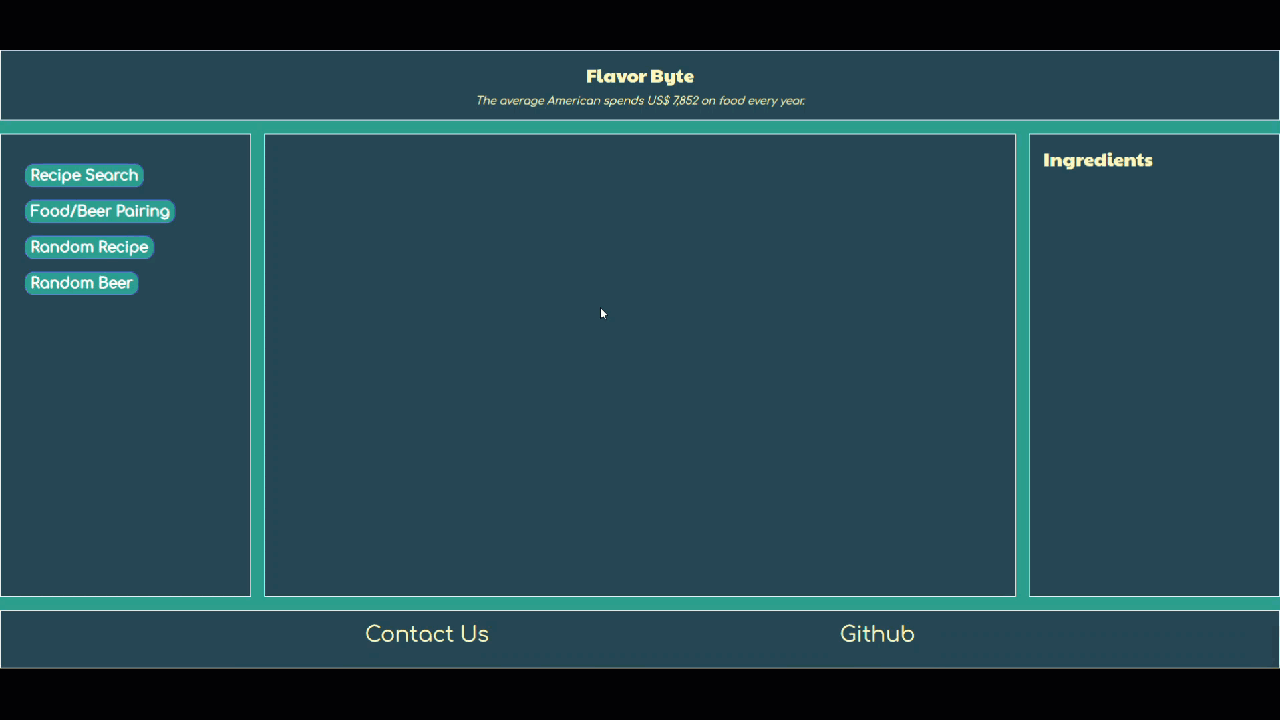 Flavor Byte
The average American spends US$ 7,852 on food every year.
Recipe Search
Food/Beer Pairing
Random Recipe
Random Beer
Ingredients
Contact Us
Github